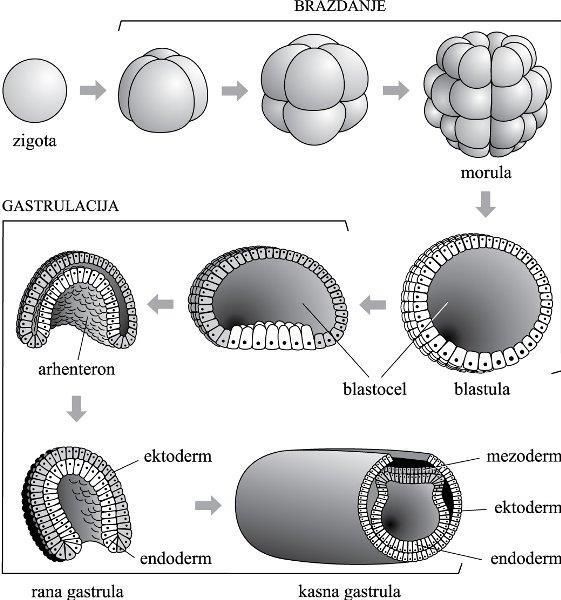 BRAZDANJE
zigota
morula
GASTRULACIJA
arhenteron
blastocel
blastula
ektoderm
mezoderm
ektoderm
endoderm
endoderm
rana gastrula
kasna gastrula